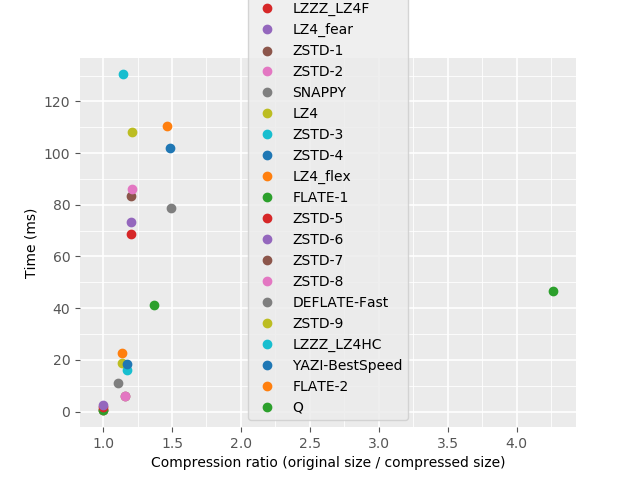 LZZZ_LZ4F
LZ4_fear
ZSTD-1
ZSTD-2
SNAPPY
LZ4
ZSTD-3
ZSTD-4
LZ4_flex
FLATE-1
ZSTD-5
ZSTD-6
ZSTD-7
ZSTD-8
DEFLATE-Fast
ZSTD-9
LZZZ_LZ4HC
YAZI-BestSpeed
FLATE-2
Q
120
100
80
60
40
20
0
Time (ms)
1.0 1.5 2.0 2.5 3.0 3.5 4.0
Compression ratio (original size / compressed size)